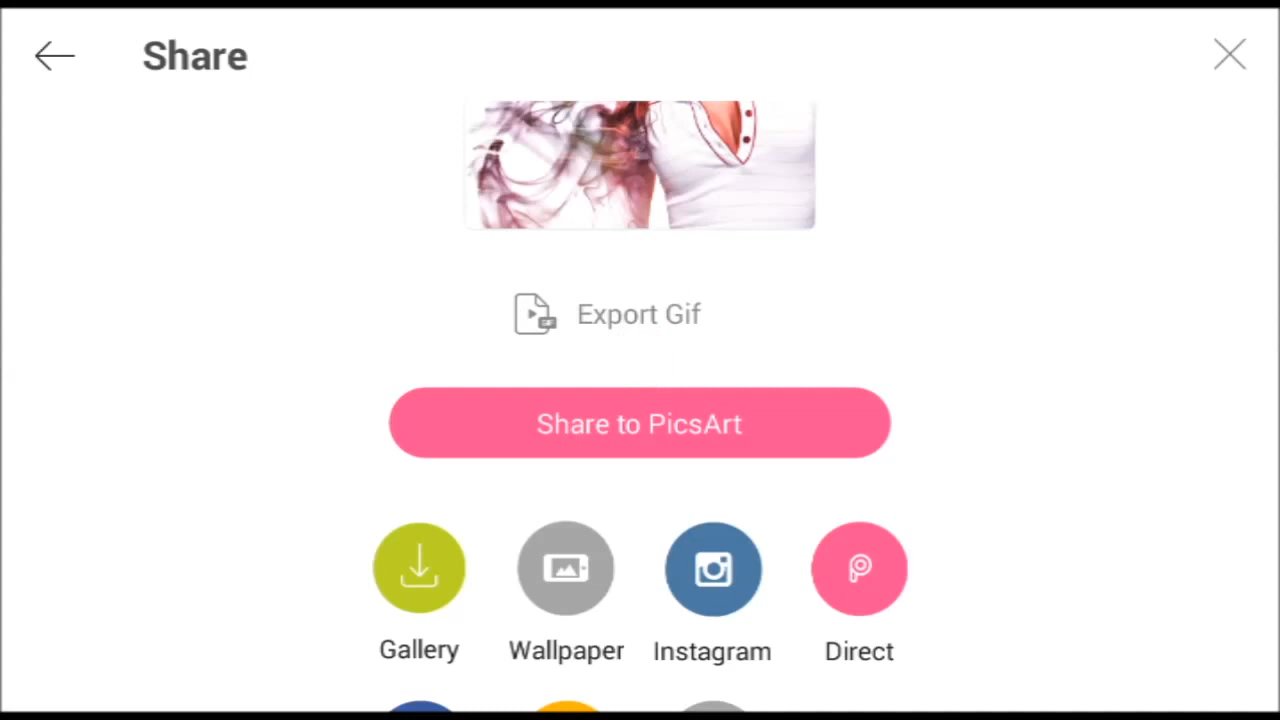 Share
Export Gif
Share to PicsArt
Gallery Wallpaper Instagram Direct